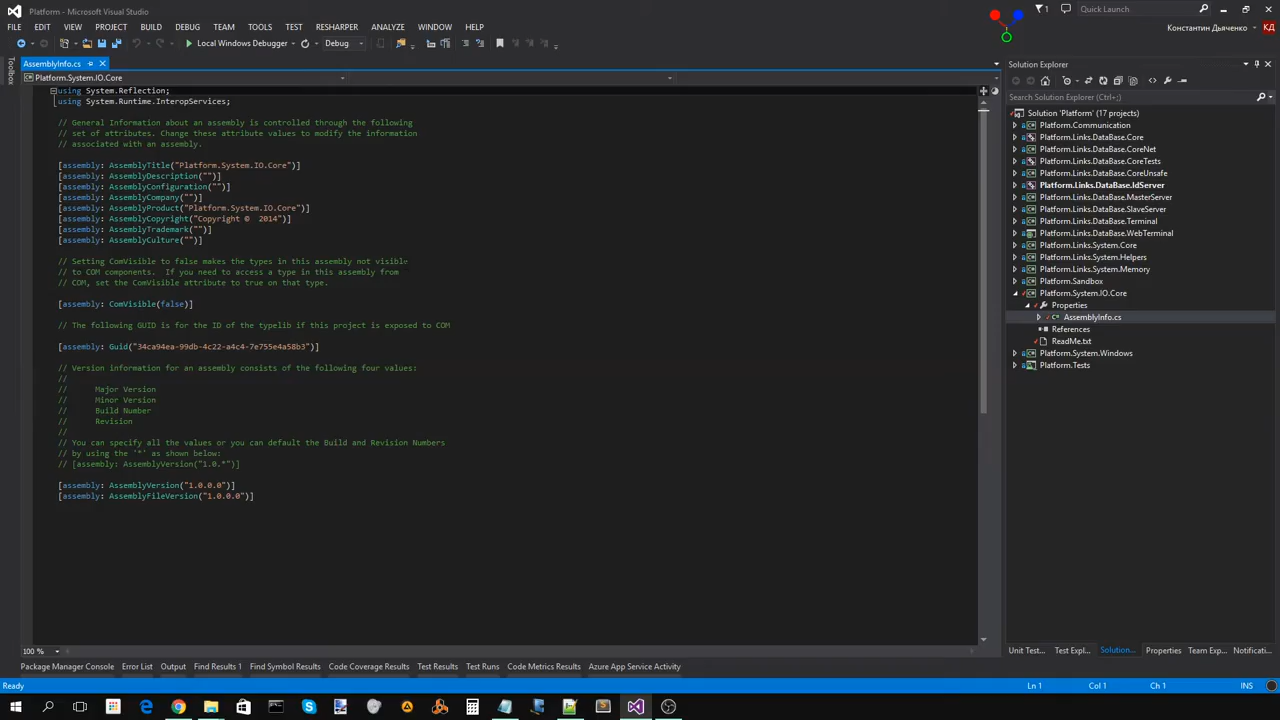 Platform - Microsoft Visual Studio
1
Quick Launch
FILE EDIT VIEW PROJECT BUILD DEBUG TEAM TOOLS TEST RESHARPER ANALYZE WINDOW HELP
Константин Дьяченко КД
Local Windows Debugger Debug
Toolbox
AssemblyInfo.cs
Platform.System.IO.Core
using System.Reflection;
using System.Runtime.InteropServices;
// General Information about an assembly is controlled through the following
// set of attributes. Change these attribute values to modify the information
// associated with an assembly.
[assembly: AssemblyTitle("Platform.System.IO.Core")]
[assembly: AssemblyDescription("")]
[assembly: AssemblyConfiguration("")]
[assembly: AssemblyCompany("")]
[assembly: AssemblyProduct("Platform.System.IO.Core")]
[assembly: AssemblyCopyright("Copyright ©  2014")]
[assembly: AssemblyTrademark("")]
[assembly: AssemblyCulture("")]
// Setting ComVisible to false makes the types in this assembly not visible
// to COM components.  If you need to access a type in this assembly from
// COM, set the ComVisible attribute to true on that type.
[assembly: ComVisible(false)]
// The following GUID is for the ID of the typelib if this project is exposed to COM
[assembly: Guid("34ca94ea-99db-4c22-a4c4-7e755e4a58b3")]
// Version information for an assembly consists of the following four values:
//
//      Major Version
//      Minor Version
//      Build Number
//      Revision
//
// You can specify all the values or you can default the Build and Revision Numbers
// by using the '*' as shown below:
// [assembly: AssemblyVersion("1.0.*")]
[assembly: AssemblyVersion("1.0.0.0")]
[assembly: AssemblyFileVersion("1.0.0.0")]
100 %
Solution Explorer
Search Solution Explorer (Ctrl+;)
Solution 'Platform' (17 projects)
Platform.Communication
Platform.Links.DataBase.Core
Platform.Links.DataBase.CoreNet
Platform.Links.DataBase.CoreTests
Platform.Links.DataBase.CoreUnsafe
Platform.Links.DataBase.IdServer
Platform.Links.DataBase.MasterServer
Platform.Links.DataBase.SlaveServer
Platform.Links.DataBase.Terminal
Platform.Links.DataBase.WebTerminal
Platform.Links.System.Core
Platform.Links.System.Helpers
Platform.Links.System.Memory
Platform.Sandbox
Platform.System.IO.Core
Properties
AssemblyInfo.cs
References
ReadMe.txt
Platform.System.Windows
Platform.Tests
Unit Test... Test Expl... Solution... Properties Team Exp... Notificati...
Package Manager Console Error List Output Find Results 1 Find Symbol Results Code Coverage Results Test Results Test Runs Code Metrics Results Azure App Service Activity
Ready Ln 1 Col 1 Ch 1 INS